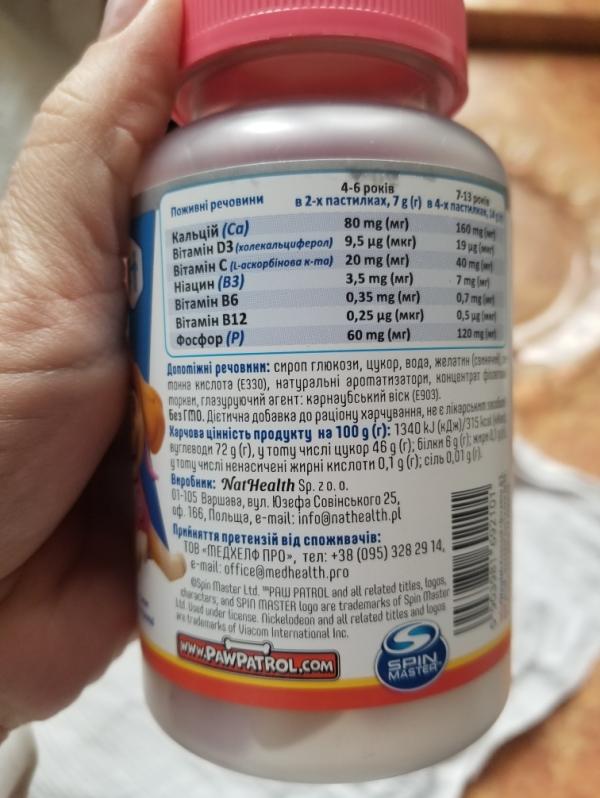 Поживні речовини 4-6 років в 2-х пастилках, 7 g (г) 7-13 років в 4-х пастилках,
Кальцій (Ca) 80 mg (мг) 160 mg (мг)
Вітамін D3 (холекальциферол) 9,5 µg (мкг) 19 µg (мкг)
Вітамін С (L-аскорбінова к-та) 20 mg (мг) 40 mg (мг)
Ніацин (B3) 3,5 mg (мг) 7 mg (мг)
Вітамін B6 0,35 mg (мг) 0,7 mg (мг)
Вітамін B12 0,25 µg (мкг) 0,5 µg (мкг)
Фосфор (P) 60 mg (мг) 120 mg (мг)
Допотіжні речовини: сироп глюкози, цукор, вода, желатин
кислота (E330), натуральні ароматизатори, концентрат
моркви, глазуруючий агент: карнаубський віск (E903).
Без ГМО. Дієтична добавка до раціону харчування, не є лікарським засобом
Харчова цінність продукту на 100 g (г): 1340 kJ (кДж)/315 kcal
вуглеводи 72 g (г), у тому числі цукор 46 g (г); білки 6 g (г); жири
у тому числі ненасичені жирні кислоти 0,1 g (г); сіль 0,01 g (г).
Виробник: NatHealth Sp. z o. o.
01-105 Варшава, вул. Юзефа Совінського 25,
оф. 166, Польща, e-mail: info@nathealth.pl
Прийняття претензій від споживачів:
ТОВ «МЕДХЕЛФ ПРО», тел: +38 (095) 328 29 14,
e-mail: office@medhealth.pro
©Spin Master Ltd. ™PAW PATROL and all related titles, logos,
characters; and SPIN MASTER logo are trademarks of Spin Master
Ltd. Used under license. Nickelodeon and all related titles and logos
are trademarks of Viacom International Inc.
www.PAWPATROL.COM
SPIN
MASTER™